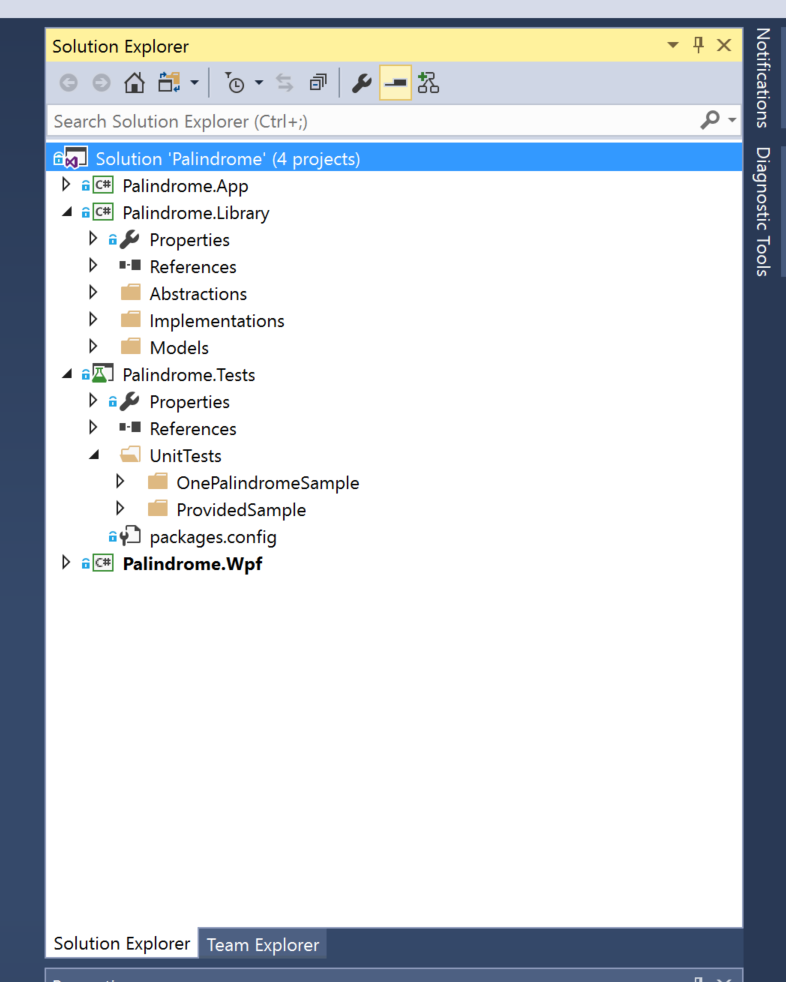 Solution Explorer
Search Solution Explorer (Ctrl+;)
Solution 'Palindrome' (4 projects)
C# Palindrome.App
C# Palindrome.Library
Properties
References
Abstractions
Implementations
Models
Palindrome.Tests
Properties
References
UnitTests
OnePalindromeSample
ProvidedSample
packages.config
C# Palindrome.Wpf
Solution Explorer Team Explorer
Notifications
Diagnostic Tools